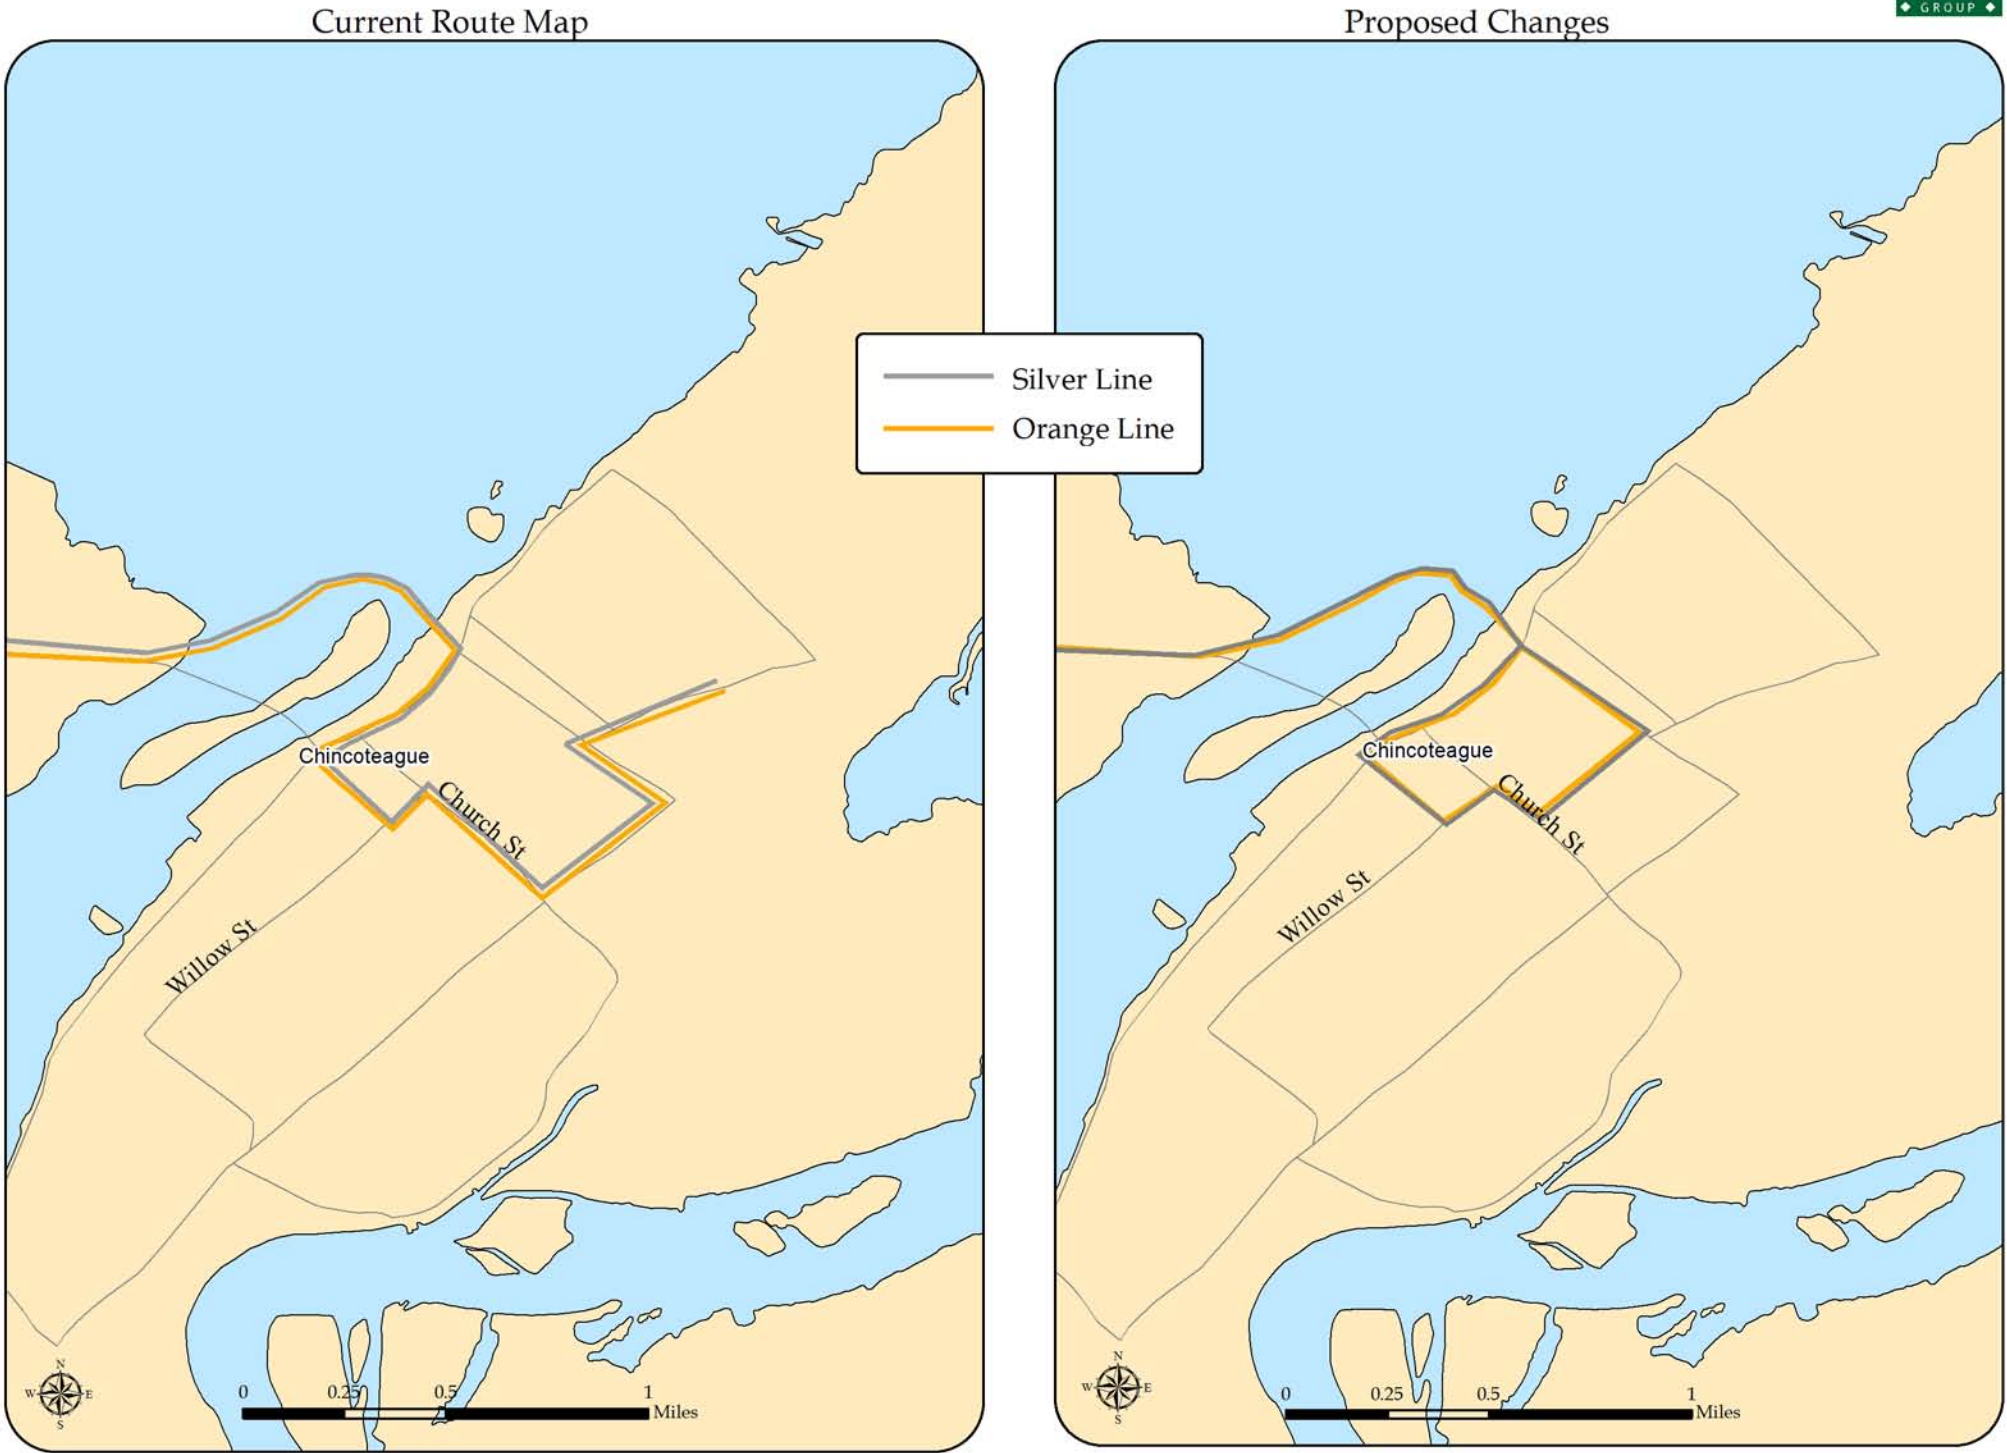 Current Route Map
Proposed Changes
◆ GROUP ◆
Silver Line
Orange Line
Chincoteague
Church St
Willow St
N
W E
S
0 0.25 0.5 1
Miles
Chincoteague
Church St
Willow St
N
W E
S
0 0.25 0.5 1
Miles